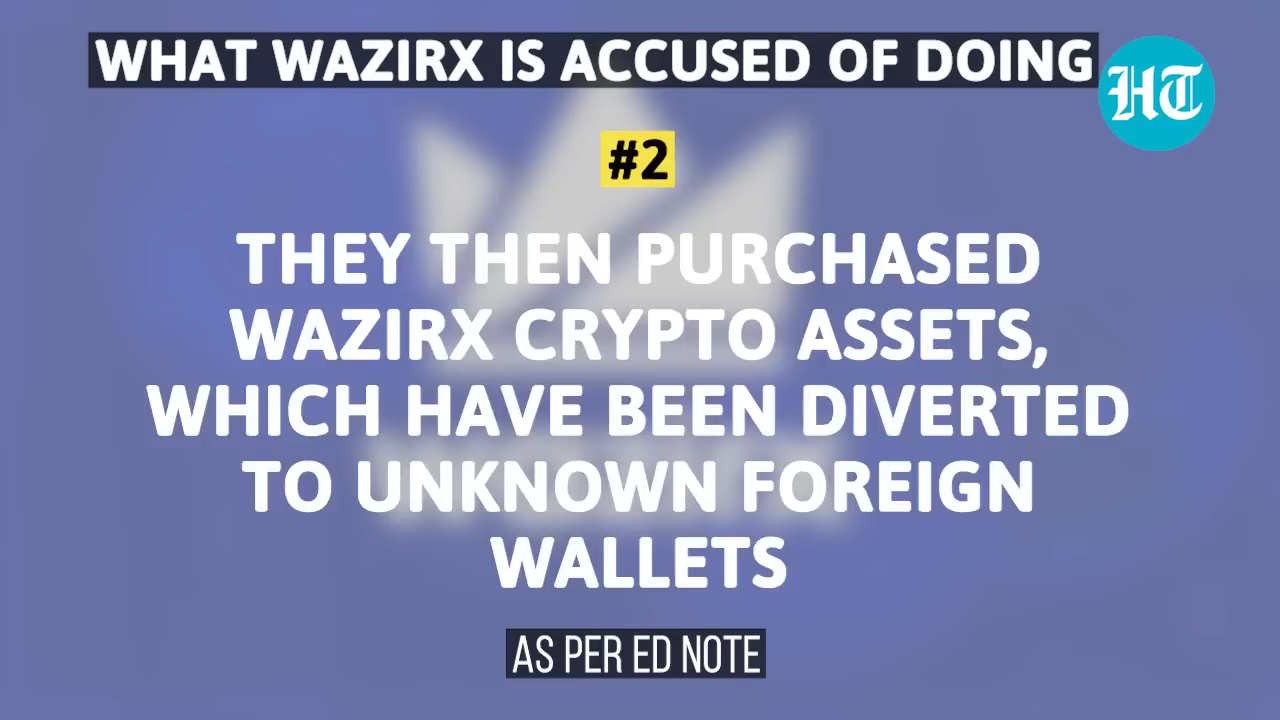 WHAT WAZIRX IS ACCUSED OF DOING
HT
#2
THEY THEN PURCHASED
WAZIRX CRYPTO ASSETS,
WHICH HAVE BEEN DIVERTED
TO UNKNOWN FOREIGN
WALLETS
AS PER ED NOTE